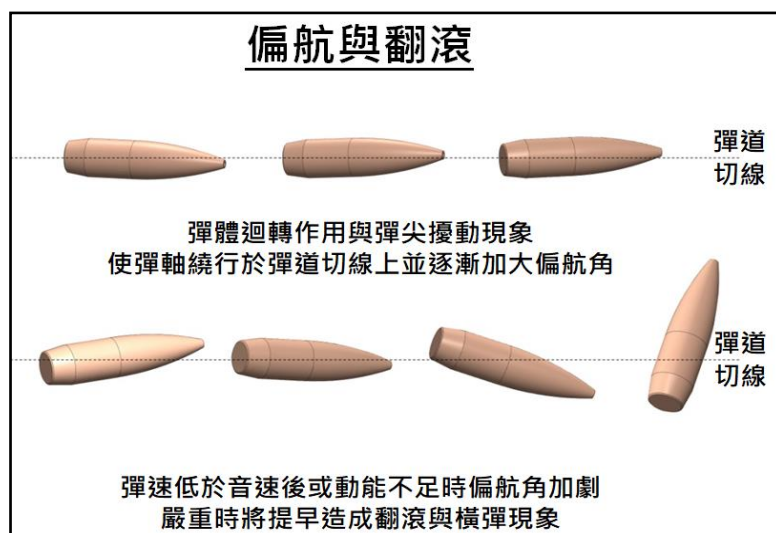 偏航與翻滾
彈道
切線
彈體迴轉作用與彈尖擾動現象
使彈軸繞行於彈道切線上並逐漸加大偏航角
彈道
切線
彈速低於音速後或動能不足時偏航角加劇
嚴重時將提早造成翻滾與橫彈現象